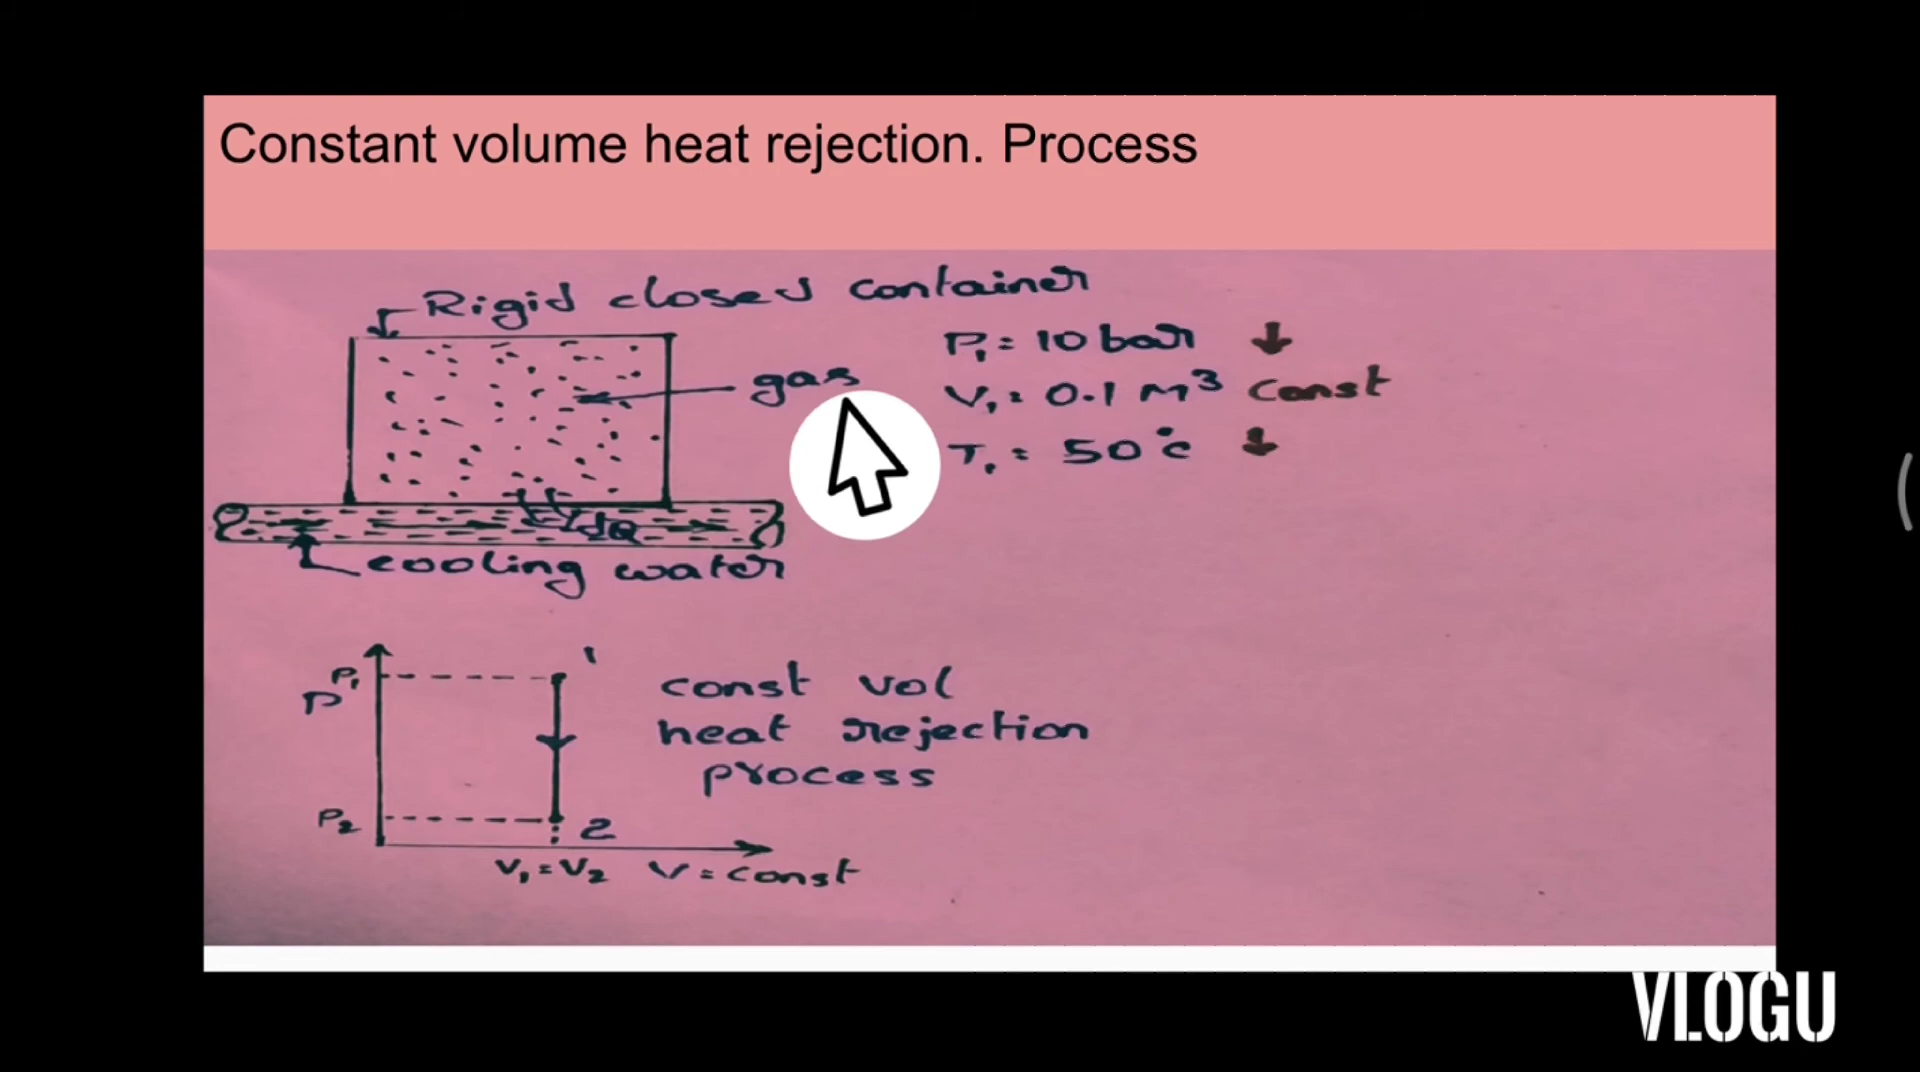 Constant volume heat rejection. Process
Rigid closed container
gas
P₁ = 10 bar ↓
V₁ = 0.1 m³ const
T₁ = 50°c ↓
dQ
cooling water
P
P₁
1
const vol
heat rejection
process
P₂
2
V₁ = V₂ V = const
VLOGU